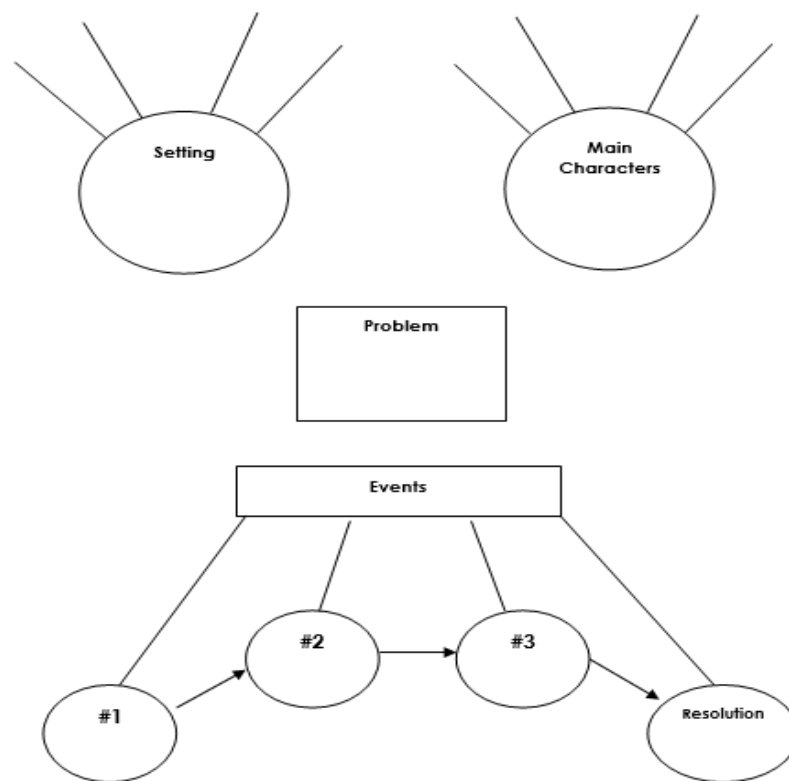 Setting
Main
Characters
Problem
Events
#1
#2
#3
Resolution